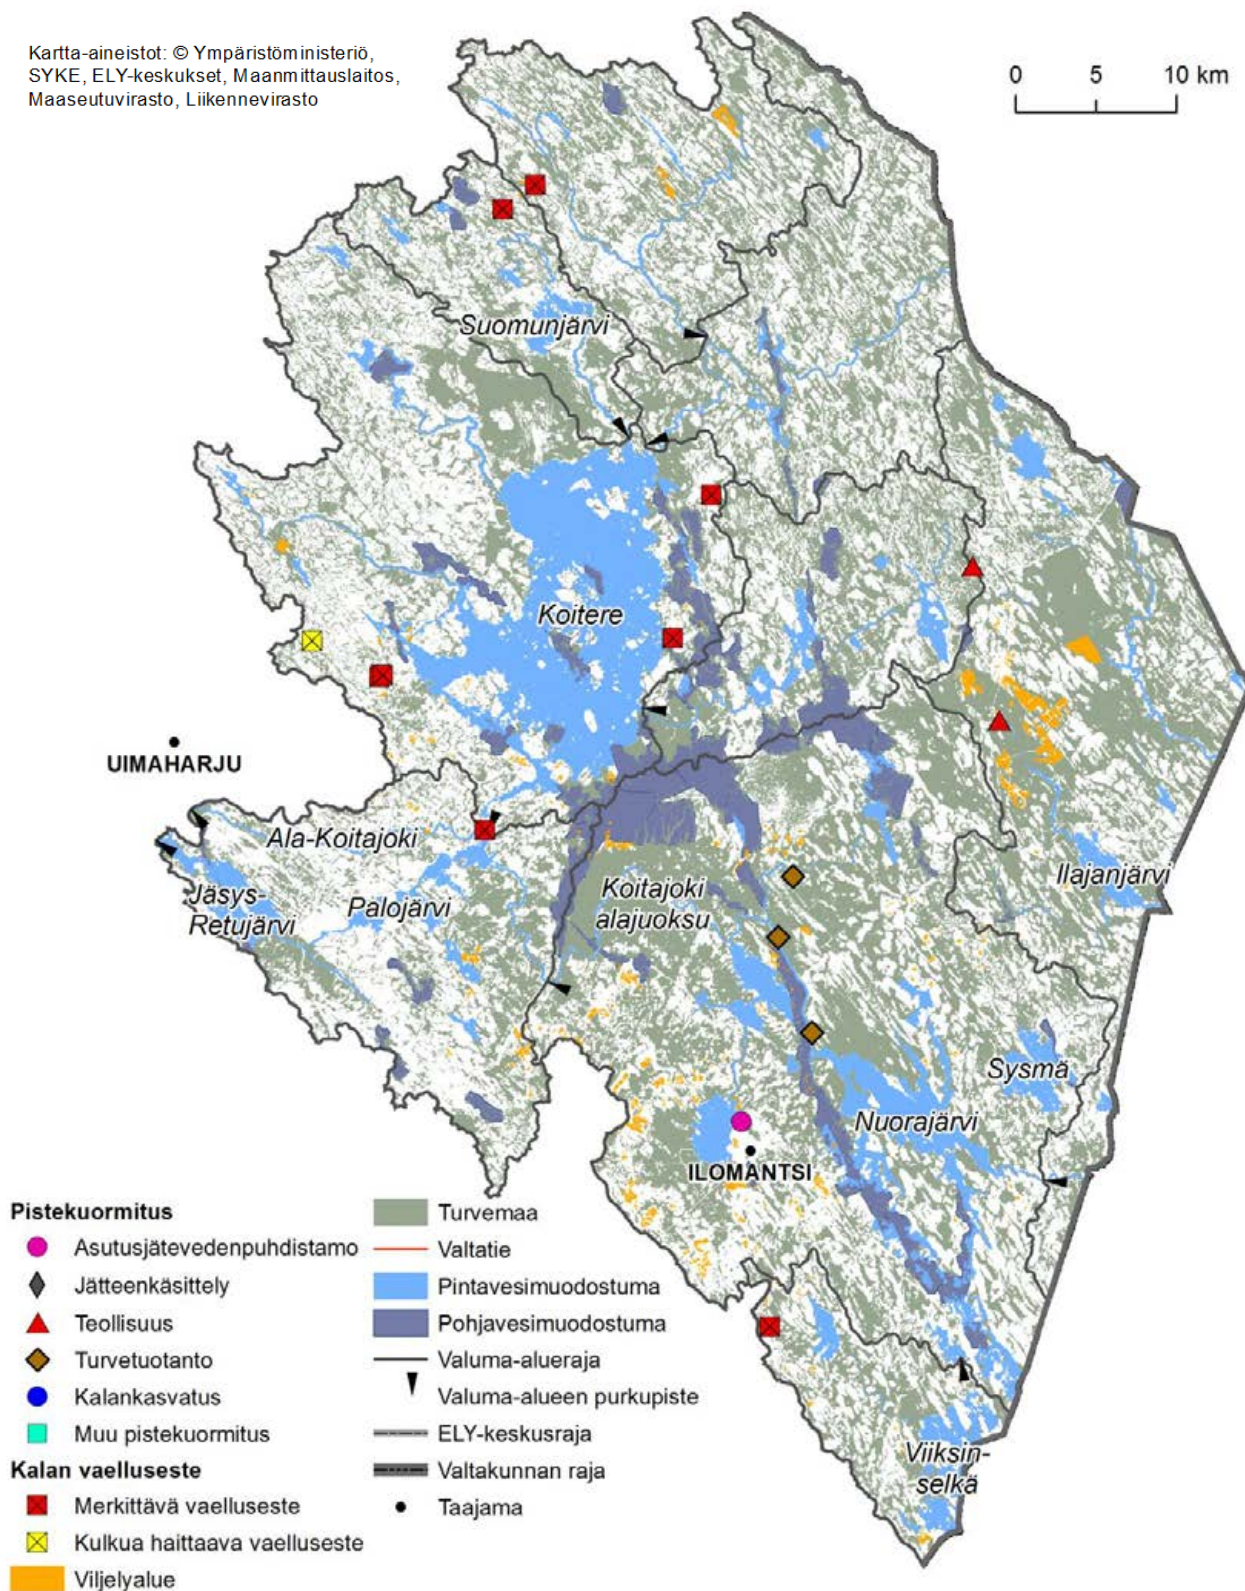 Kartta-aineistot: © Ympäristöministeriö,
SYKE, ELY-keskukset, Maanmittauslaitos,
Maaseutuvirasto, Liikennevirasto
0 5 10 km
Suomunjärvi
Koitere
UIMAHARJU
Ala-Koitajoki
Jäsys-
Retujärvi
Palojärvi
Koitajoki
alajuoksu
Ilajanjärvi
Sysmä
Nuorajärvi
ILOMANTSI
Viiksin-
selkä
Pistekuormitus
Asutusjätevedenpuhdistamo
Jätteenkäsittely
Teollisuus
Turvetuotanto
Kalankasvatus
Muu pistekuormitus
Kalan vaelluseste
Merkittävä vaelluseste
Kulkua haittaava vaelluseste
Viljelyalue
Turvemaa
Valtatie
Pintavesimuodostuma
Pohjavesimuodostuma
Valuma-alueraja
Valuma-alueen purkupiste
ELY-keskusraja
Valtakunnan raja
Taajama